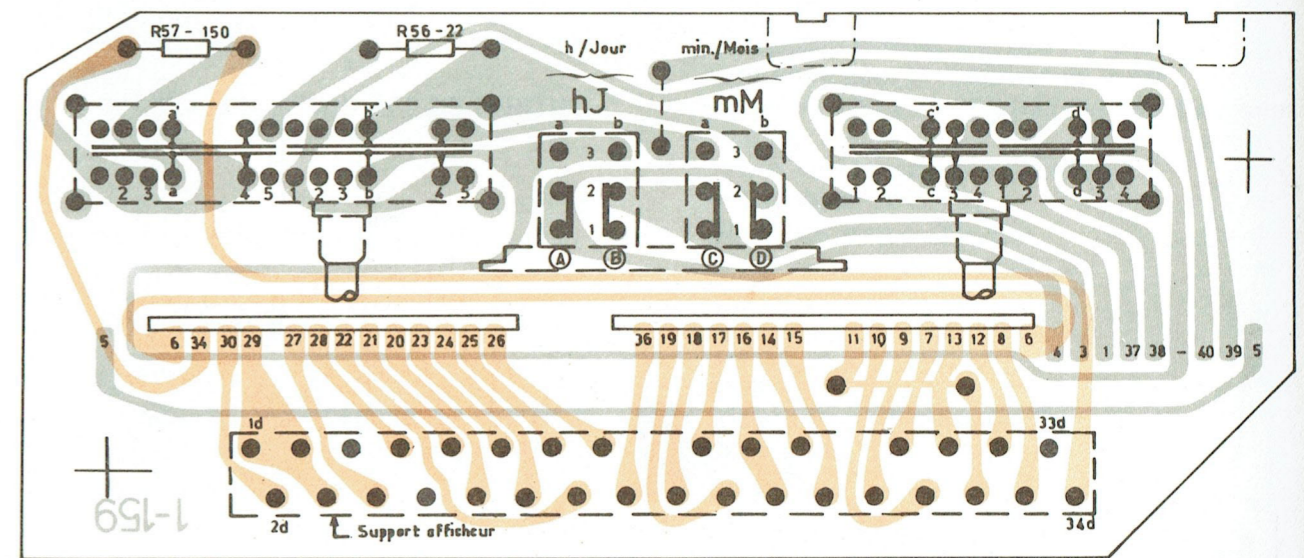 R57-150
R56-22
h/Jour
min./Mois
hJ
mM
a' b' a b a b c' d'
3 3
2 3 a 4 5 1 2 3 b 4 5
2 2
1 2 c 3 4 1 2 d 3 4
1 1
A B C D
5 6 34 30 29 27 28 22 21 20 23 24 25 26
36 19 18 17 16 14 15 11 10 9 7 13 12 8 6
4 3 1 37 38 – 40 39 5
1d
33d
1-159
2d
Support afficheur
34d